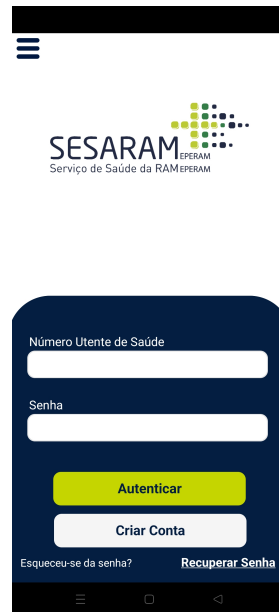 SESARAM EPERAM
Serviço de Saúde da RAM EPERAM
Número Utente de Saúde
Senha
Autenticar
Criar Conta
Esqueceu-se da senha? Recuperar Senha